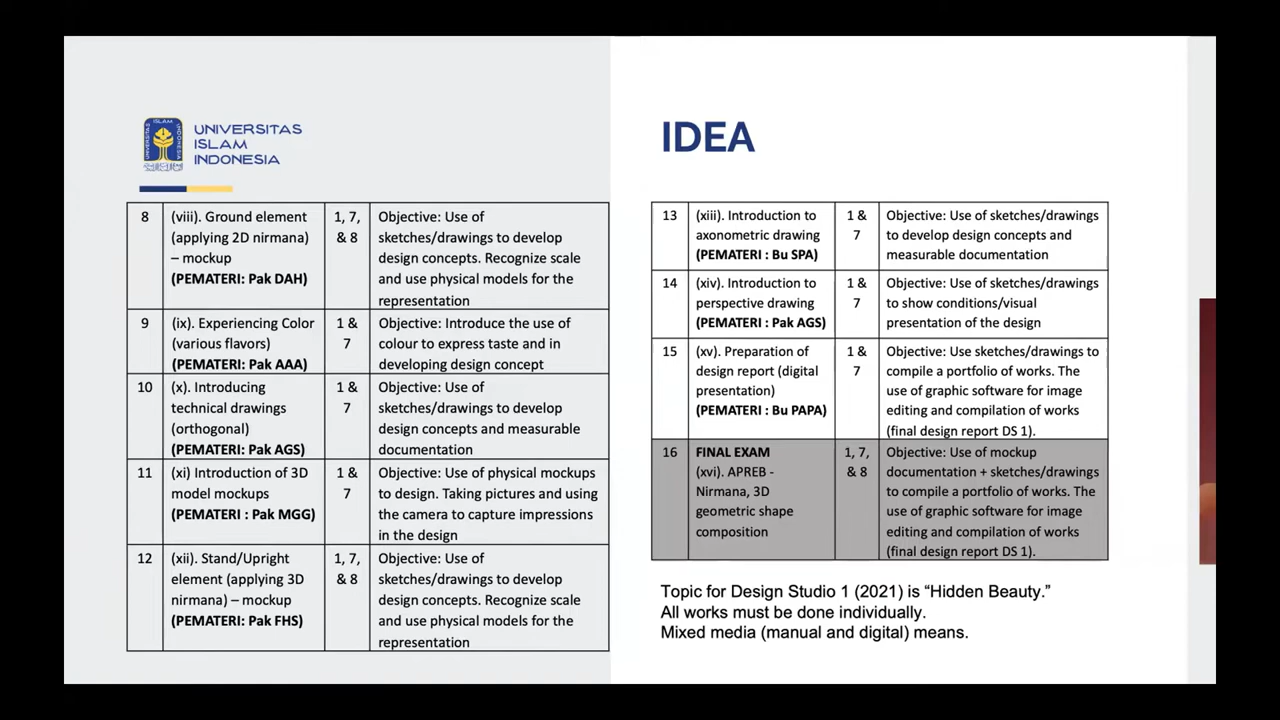 UNIVERSITAS
ISLAM
INDONESIA
8
(viii). Ground element
(applying 2D nirmana)
– mockup
(PEMATERI: Pak DAH)
1, 7,
& 8
Objective: Use of
sketches/drawings to develop
design concepts. Recognize scale
and use physical models for the
representation
9
(ix). Experiencing Color
(various flavors)
(PEMATERI: Pak AAA)
1 &
7
Objective: Introduce the use of
colour to express taste and in
developing design concept
10
(x). Introducing
technical drawings
(orthogonal)
(PEMATERI: Pak AGS)
1 &
7
Objective: Use of
sketches/drawings to develop
design concepts and measurable
documentation
11
(xi) Introduction of 3D
model mockups
(PEMATERI : Pak MGG)
1 &
7
Objective: Use of physical mockups
to design. Taking pictures and using
the camera to capture impressions
in the design
12
(xii). Stand/Upright
element (applying 3D
nirmana) – mockup
(PEMATERI: Pak FHS)
1, 7,
& 8
Objective: Use of
sketches/drawings to develop
design concepts. Recognize scale
and use physical models for the
representation
IDEA
13
(xiii). Introduction to
axonometric drawing
(PEMATERI : Bu SPA)
1 &
7
Objective: Use of sketches/drawings
to develop design concepts and
measurable documentation
14
(xiv). Introduction to
perspective drawing
(PEMATERI : Pak AGS)
1 &
7
Objective: Use of sketches/drawings
to show conditions/visual
presentation of the design
15
(xv). Preparation of
design report (digital
presentation)
(PEMATERI : Bu PAPA)
1 &
7
Objective: Use sketches/drawings to
compile a portfolio of works. The
use of graphic software for image
editing and compilation of works
(final design report DS 1).
16
FINAL EXAM
(xvi). APREB -
Nirmana, 3D
geometric shape
composition
1, 7,
& 8
Objective: Use of mockup
documentation + sketches/drawings
to compile a portfolio of works. The
use of graphic software for image
editing and compilation of works
(final design report DS 1).
Topic for Design Studio 1 (2021) is “Hidden Beauty.”
All works must be done individually.
Mixed media (manual and digital) means.